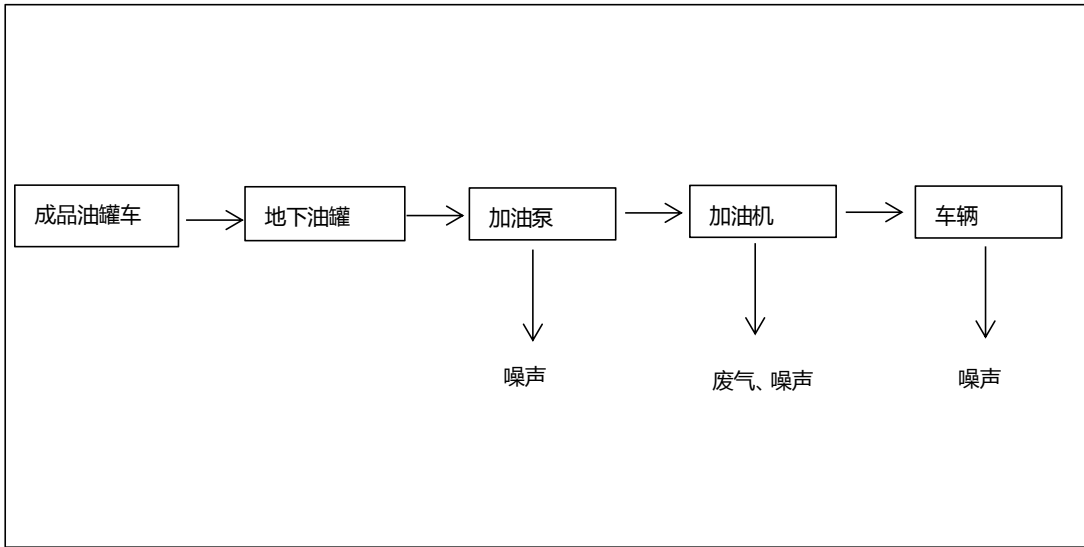 成品油罐车
地下油罐
加油泵
加油机
车辆
噪声
废气、噪声
噪声